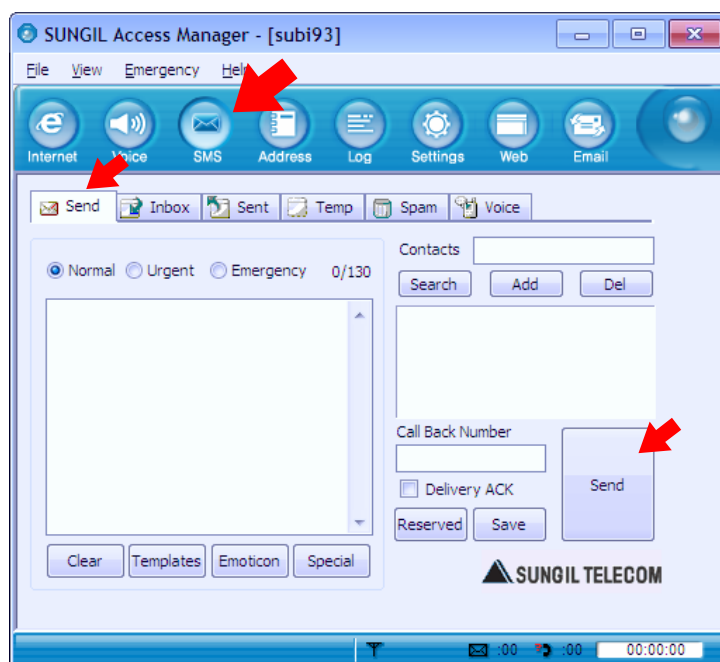 SUNGIL Access Manager - [subi93]
File View Emergency Help
Internet Voice SMS Address Log Settings Web Email
Send Inbox Sent Temp Spam Voice
Contacts
Normal Urgent Emergency 0/130
Search Add Del
Call Back Number
Delivery ACK
Send
Reserved Save
Clear Templates Emoticon Special
SUNGIL TELECOM
:00 :00 00:00:00